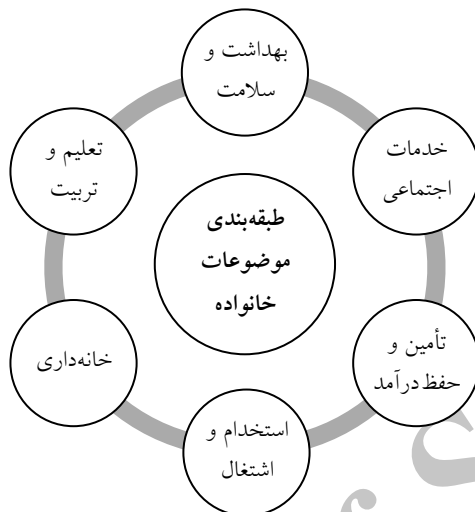 بهداشت و
سلامت
خدمات
اجتماعی
تأمین و
حفظ درآمد
استخدام و
اشتغال
خانه‌داری
تعلیم و
تربیت
طبقه‌بندی
موضوعات
خانواده